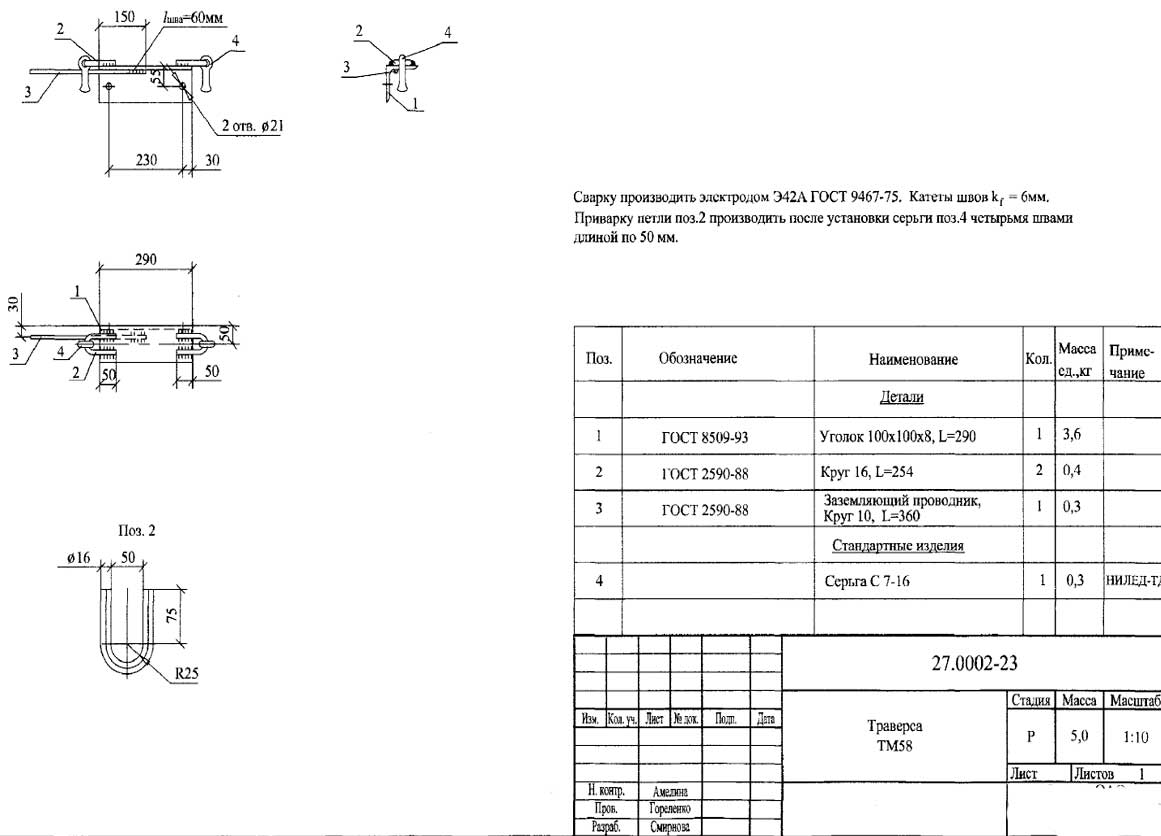 150
lшва=60мм
2
4
3
55
2 отв. ø21
230
30
2
4
3
1
290
30
1
50
3
4
2
50
50
Поз. 2
ø16
50
75
R25
Сварку производить электродом Э42А ГОСТ 9467-75. Катеты швов kf = 6мм.
Приварку петли поз.2 производить после установки серьги поз.4 четырьмя швами
длиной по 50 мм.
Поз. Обозначение Наименование Кол. Масса ед.,кг Приме-чание
Детали
1 ГОСТ 8509-93 Уголок 100х100х8, L=290 1 3,6
2 ГОСТ 2590-88 Круг 16, L=254 2 0,4
3 ГОСТ 2590-88 Заземляющий проводник, Круг 10, L=360 1 0,3
Стандартные изделия
4 Серьга С 7-16 1 0,3 НИЛЕД-ТД
27.0002-23
Изм. Кол. уч. Лист № док. Подп. Дата
Траверса
ТМ58
Стадия Масса Масштаб
Р 5,0 1:10
Лист Листов 1
Н. контр. Амелина
Пров. Гореленко
Разраб. Смирнова